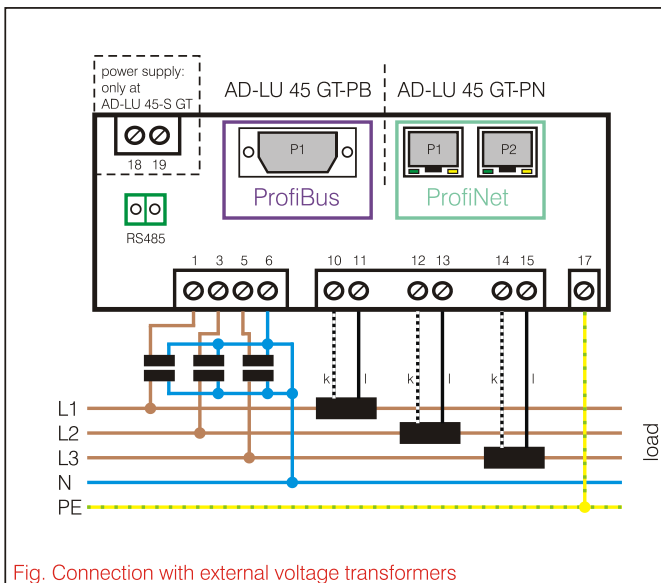 power supply:
only at
AD-LU 45-S GT
AD-LU 45 GT-PB
AD-LU 45 GT-PN
18 19
P1
P1
P2
ProfiBus
ProfiNet
RS485
1 3 5 6 10 11 12 13 14 15 17
k l k l k l
L1
L2
L3
N
PE
load
Fig. Connection with external voltage transformers